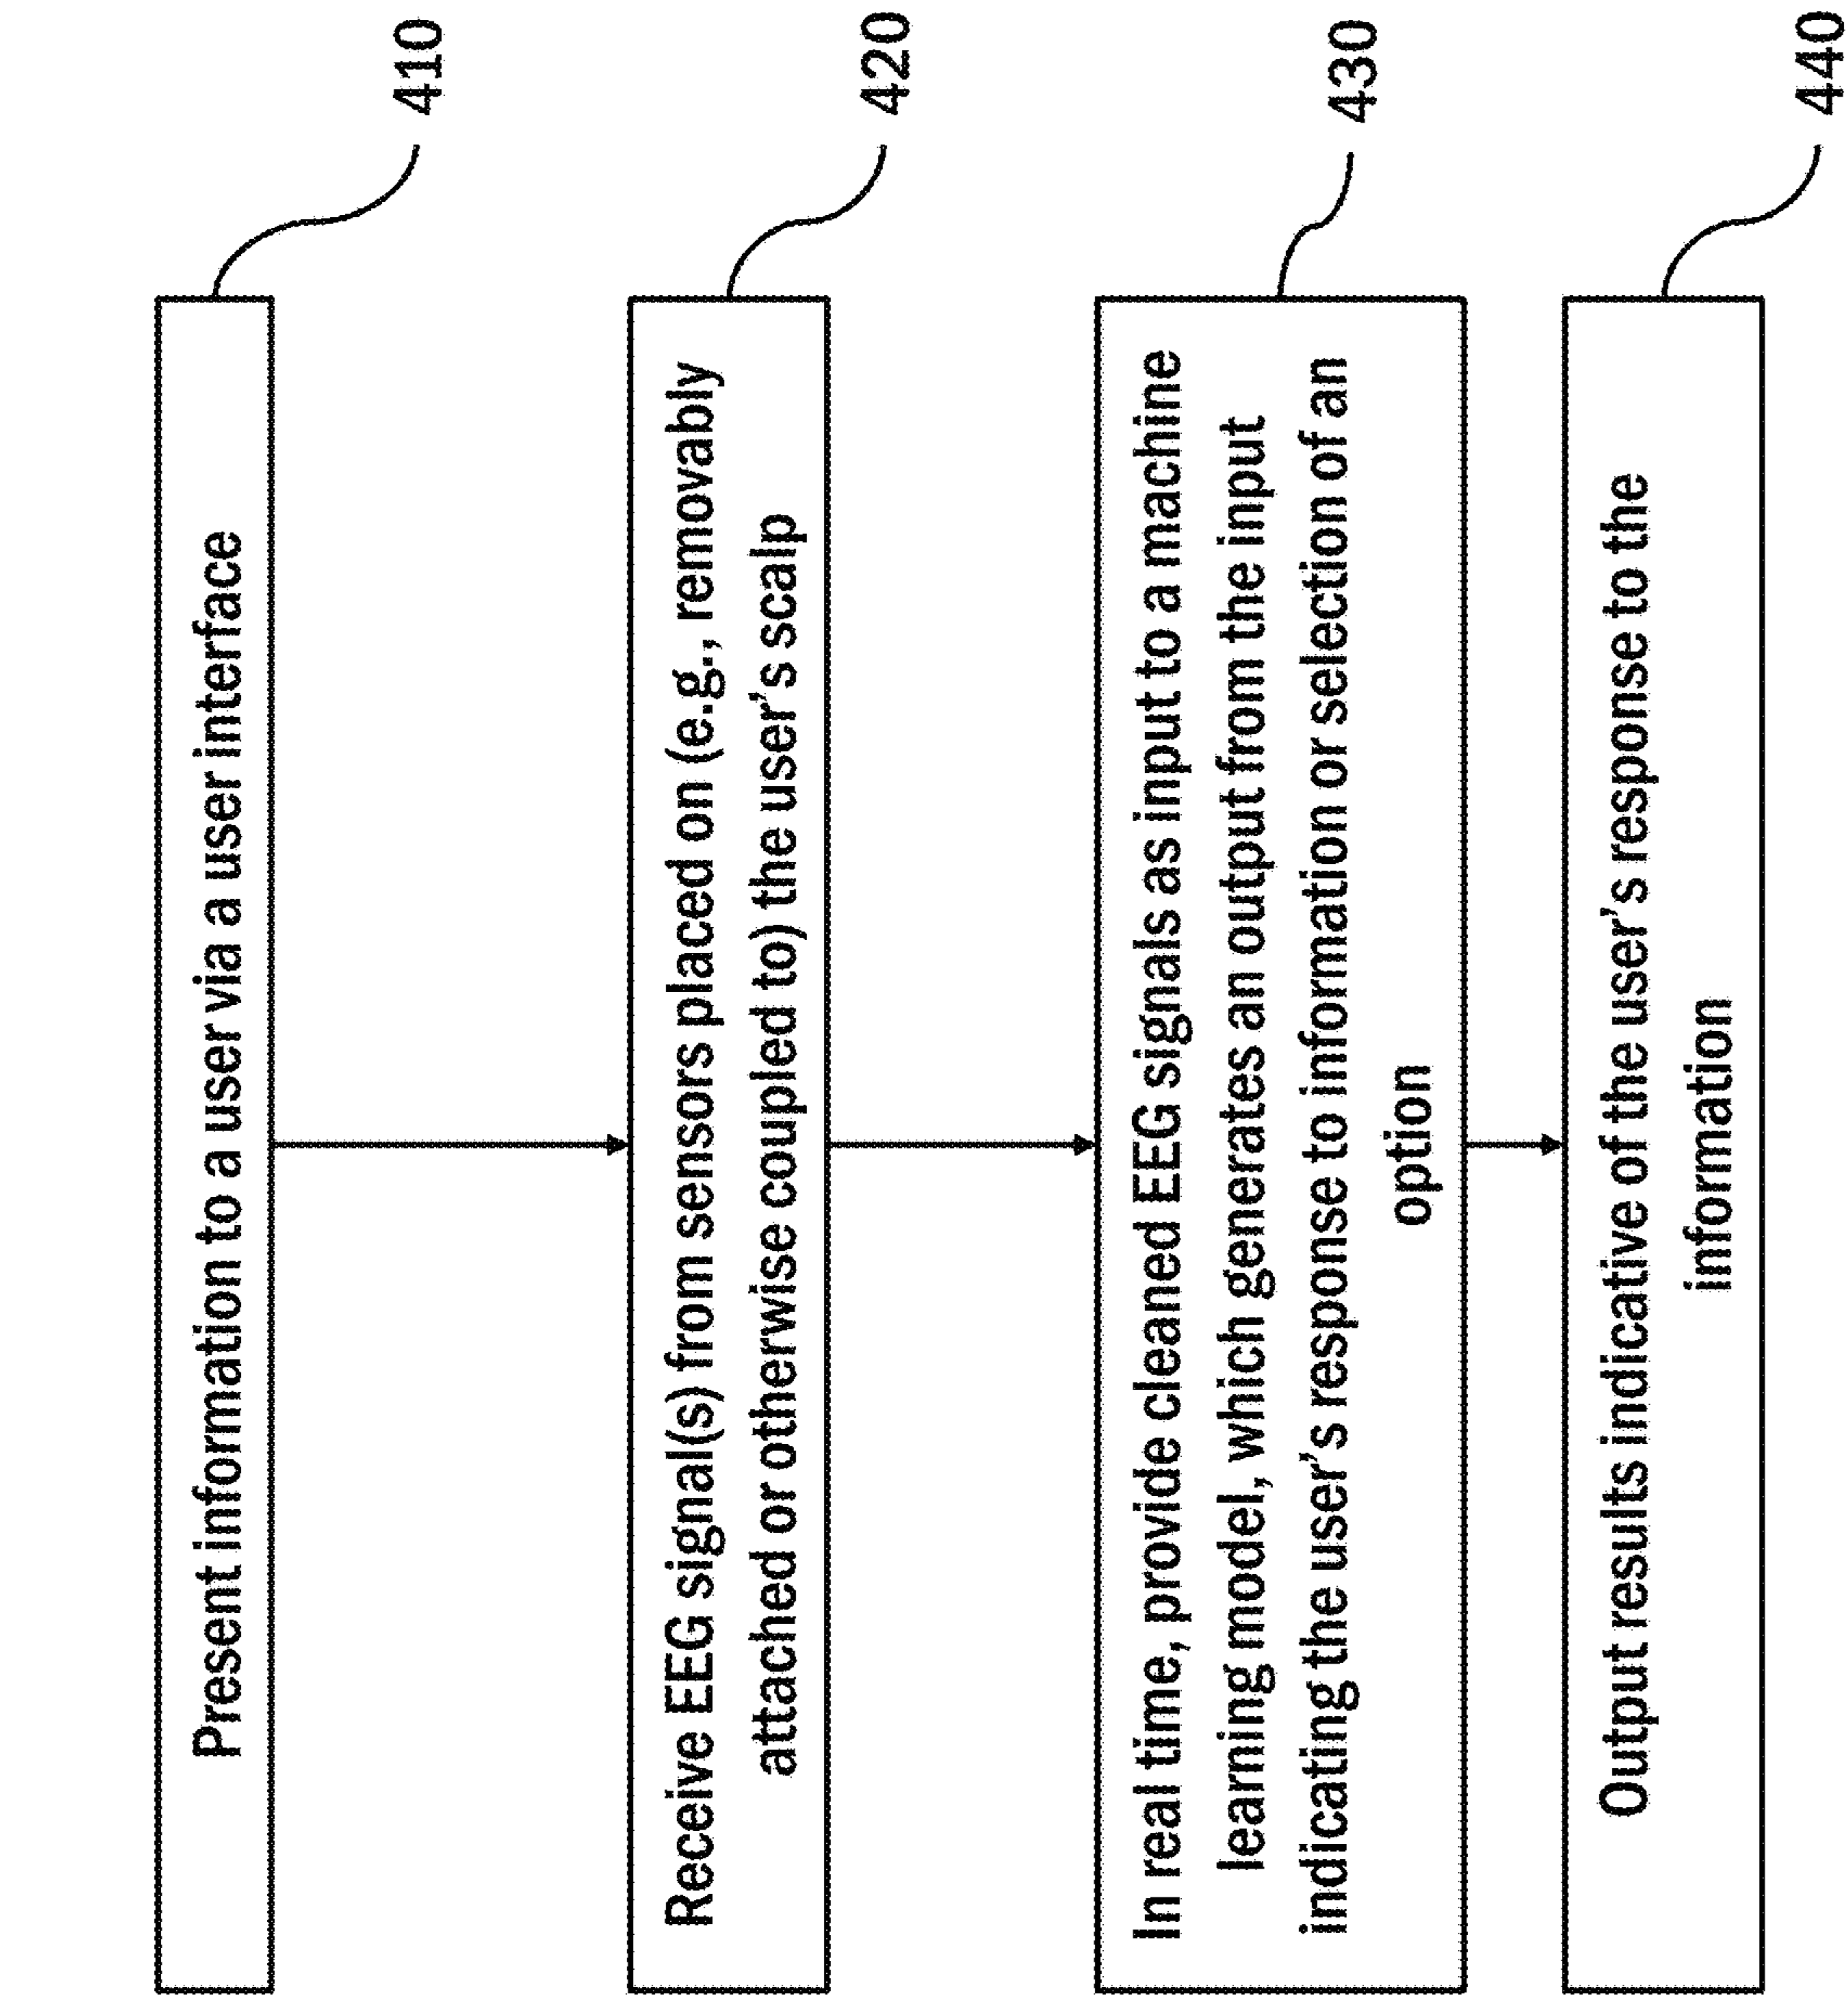 Present information to a user via a user interface
410
Receive EEG signal(s) from sensors placed on (e.g., removably
attached or otherwise coupled to) the user's scalp
420
In real time, provide cleaned EEG signals as input to a machine
learning model, which generates an output from the input
indicating the user's response to information or selection of an
option
430
Output results indicative of the user's response to the
information
440